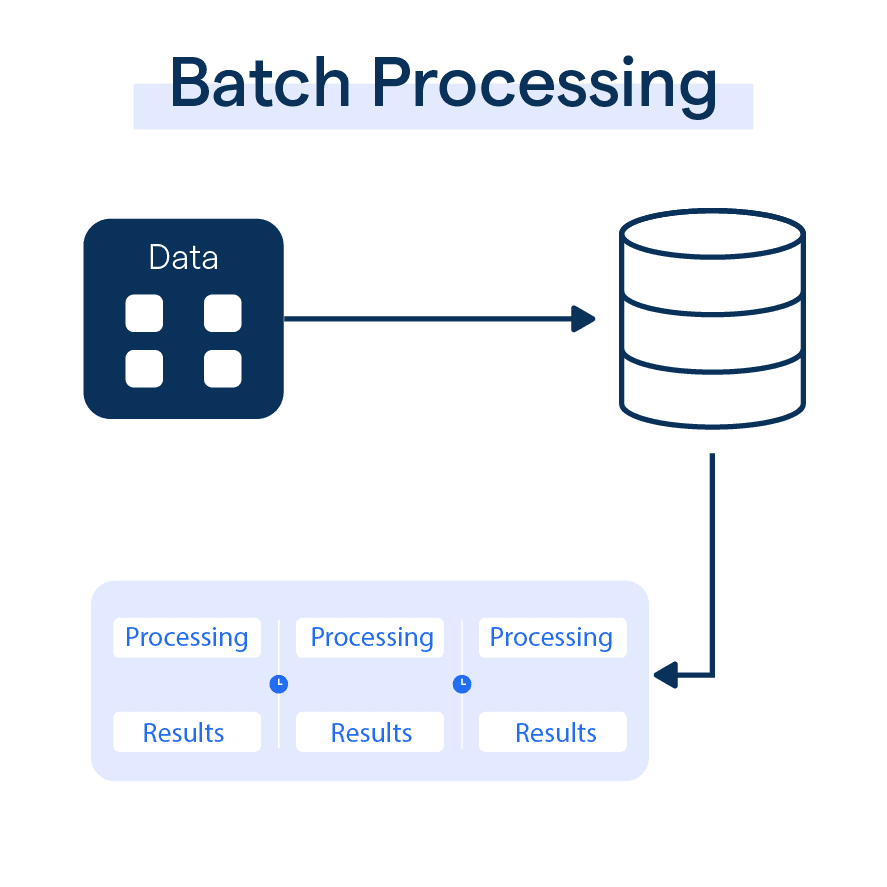 Batch Processing
Data
Processing
Processing
Processing
Results
Results
Results